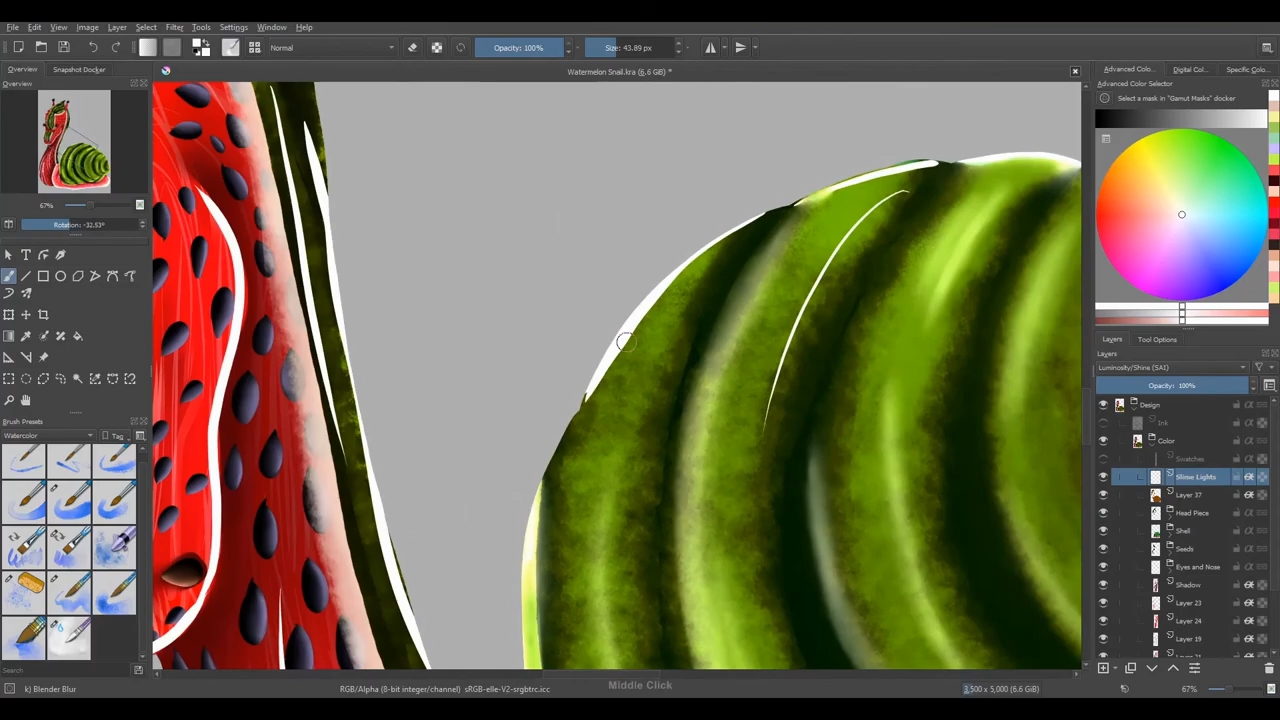 File Edit View Image Layer Select Filter Tools Settings Window Help
Normal Opacity: 100% Size: 43.89 px
Overview Snapshot Docker
Watermelon Snail.kra (6.6 GiB) *
Advanced Colo... Digital Col... Specific Colo...
Overview
Advanced Color Selector
Select a mask in "Gamut Masks" docker
67%
Rotation: -32.53°
Layers Tool Options
Layers
Luminosity/Shine (SAI)
Opacity: 100%
Design
Ink
Color
Swatches
Slime Lights
Layer 37
Head Piece
Shell
Seeds
Eyes and Nose
Shadow
Layer 23
Layer 24
Layer 19
Brush Presets
Watercolor Tag
Search
k) Blender Blur RGB/Alpha (8-bit integer/channel) sRGB-elle-V2-srgbtrc.icc Middle Click 3,500 x 5,000 (6.6 GiB) 67%